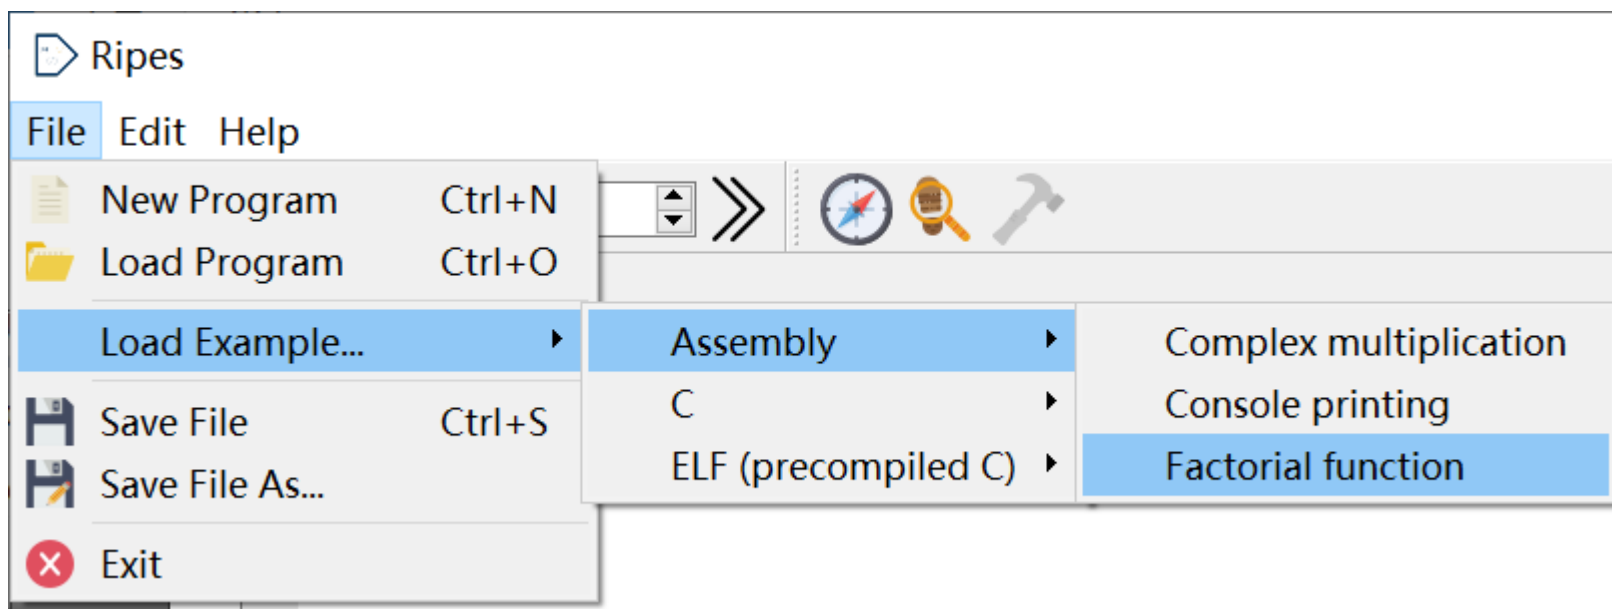 Ripes
File Edit Help
New Program Ctrl+N
Load Program Ctrl+O
Load Example... Assembly Complex multiplication
C Console printing
Save File Ctrl+S
ELF (precompiled C) Factorial function
Save File As...
Exit